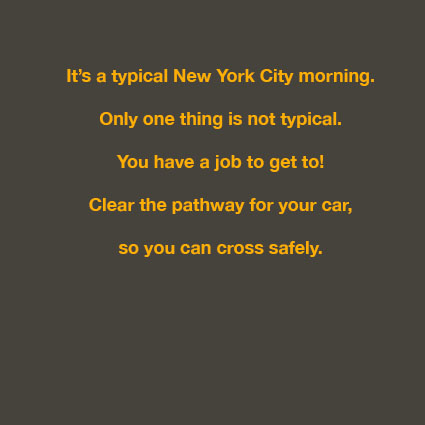 It’s a typical New York City morning.
Only one thing is not typical.
You have a job to get to!
Clear the pathway for your car,
so you can cross safely.